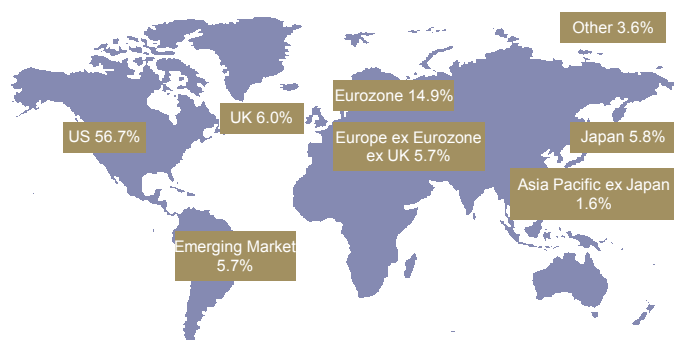 Other 3.6%
Eurozone 14.9%
UK 6.0%
US 56.7%
Europe ex Eurozone
ex UK 5.7%
Japan 5.8%
Asia Pacific ex Japan
1.6%
Emerging Market
5.7%